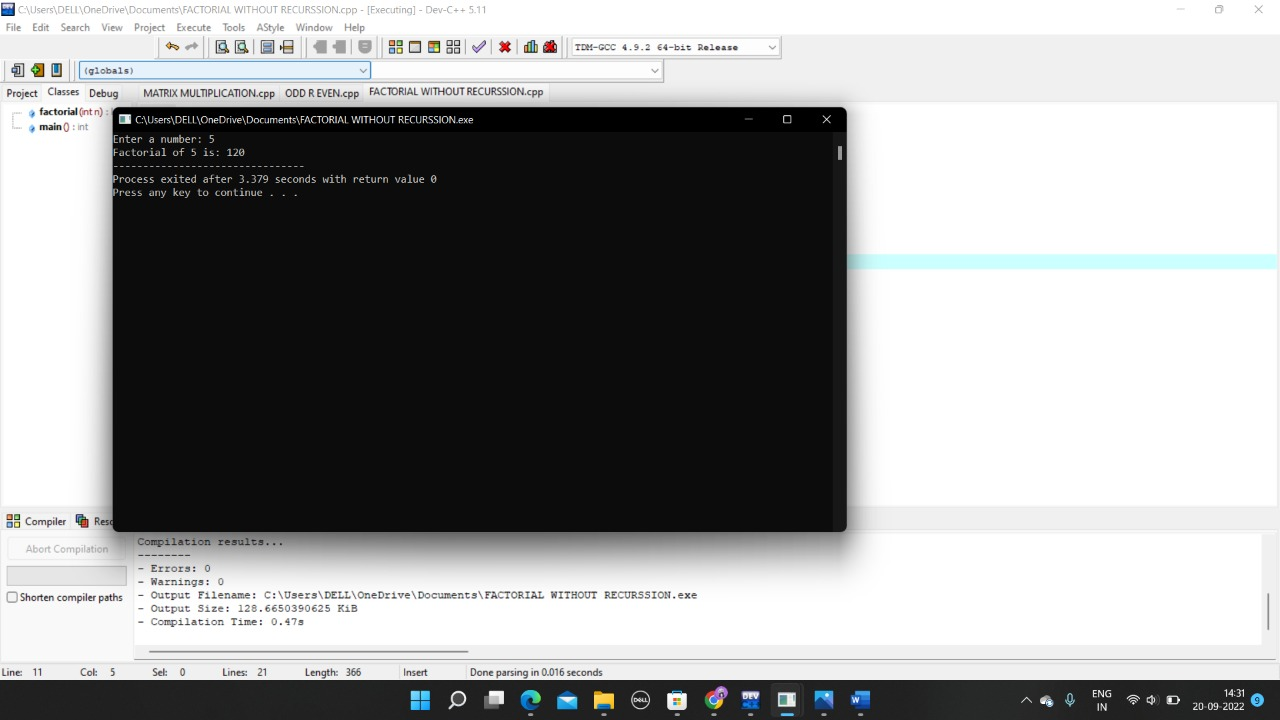 C:\Users\DELL\OneDrive\Documents\FACTORIAL WITHOUT RECURSSION.cpp - [Executing] - Dev-C++ 5.11
File Edit Search View Project Execute Tools AStyle Window Help
TDM-GCC 4.9.2 64-bit Release
(globals)
Project Classes Debug MATRIX MULTIPLICATION.cpp ODD R EVEN.cpp FACTORIAL WITHOUT RECURSSION.cpp
factorial (int n) :
main () : int
C:\Users\DELL\OneDrive\Documents\FACTORIAL WITHOUT RECURSSION.exe
Enter a number: 5
Factorial of 5 is: 120
--------------------------------
Process exited after 3.379 seconds with return value 0
Press any key to continue . . .
Compiler Reso
Abort Compilation
Shorten compiler paths
Compilation results...
--------
- Errors: 0
- Warnings: 0
- Output Filename: C:\Users\DELL\OneDrive\Documents\FACTORIAL WITHOUT RECURSSION.exe
- Output Size: 128.6650390625 KiB
- Compilation Time: 0.47s
Line: 11 Col: 5 Sel: 0 Lines: 21 Length: 366 Insert Done parsing in 0.016 seconds
DELL DEV W
ENG
IN
14:31
20-09-2022
9